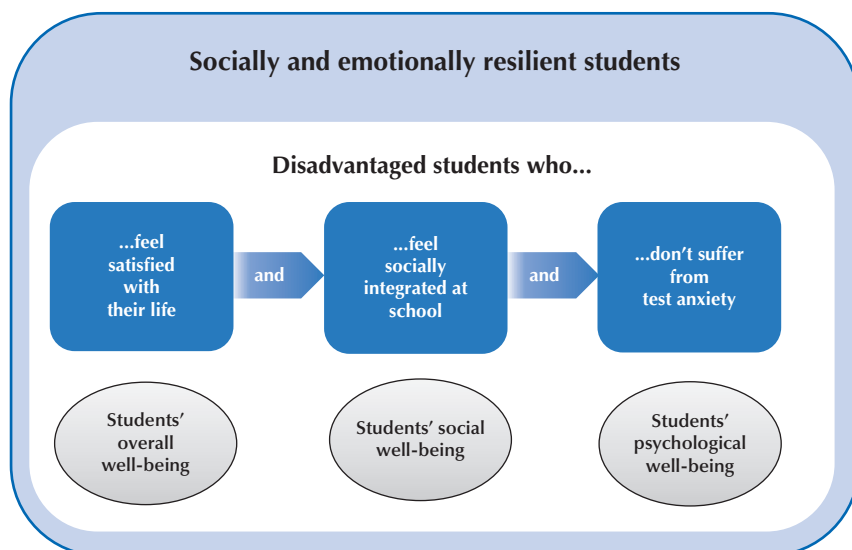 Socially and emotionally resilient students
Disadvantaged students who...
...feel
satisfied
with
their life
and
...feel
socially
integrated at
school
and
...don’t suffer
from
test anxiety
Students’
overall
well-being
Students’ social
well-being
Students’
psychological
well-being